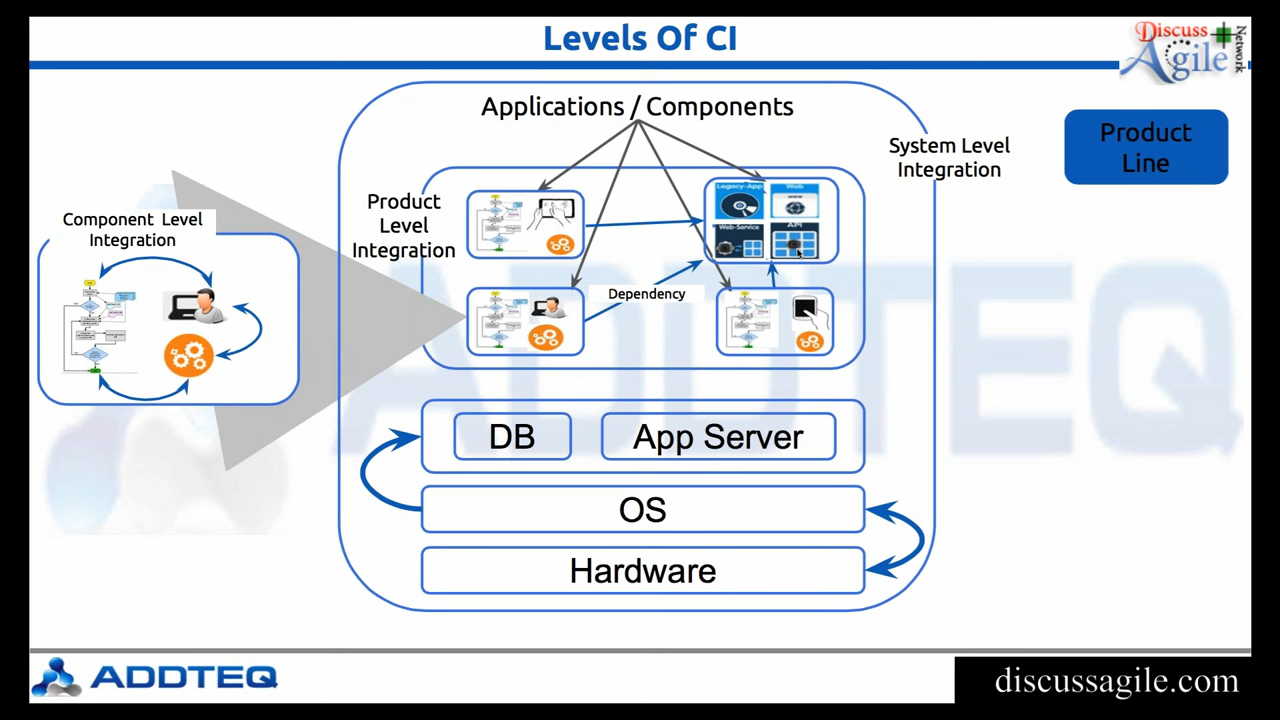 Levels Of CI
Discuss
Agile
Network
Applications / Components
System Level
Integration
Product
Line
Product
Level
Integration
Component Level
Integration
Legacy-App
Web
Web-Service
API
Dependency
DB
App Server
OS
Hardware
ADDTEQ
ADDTEQ
discussagile.com